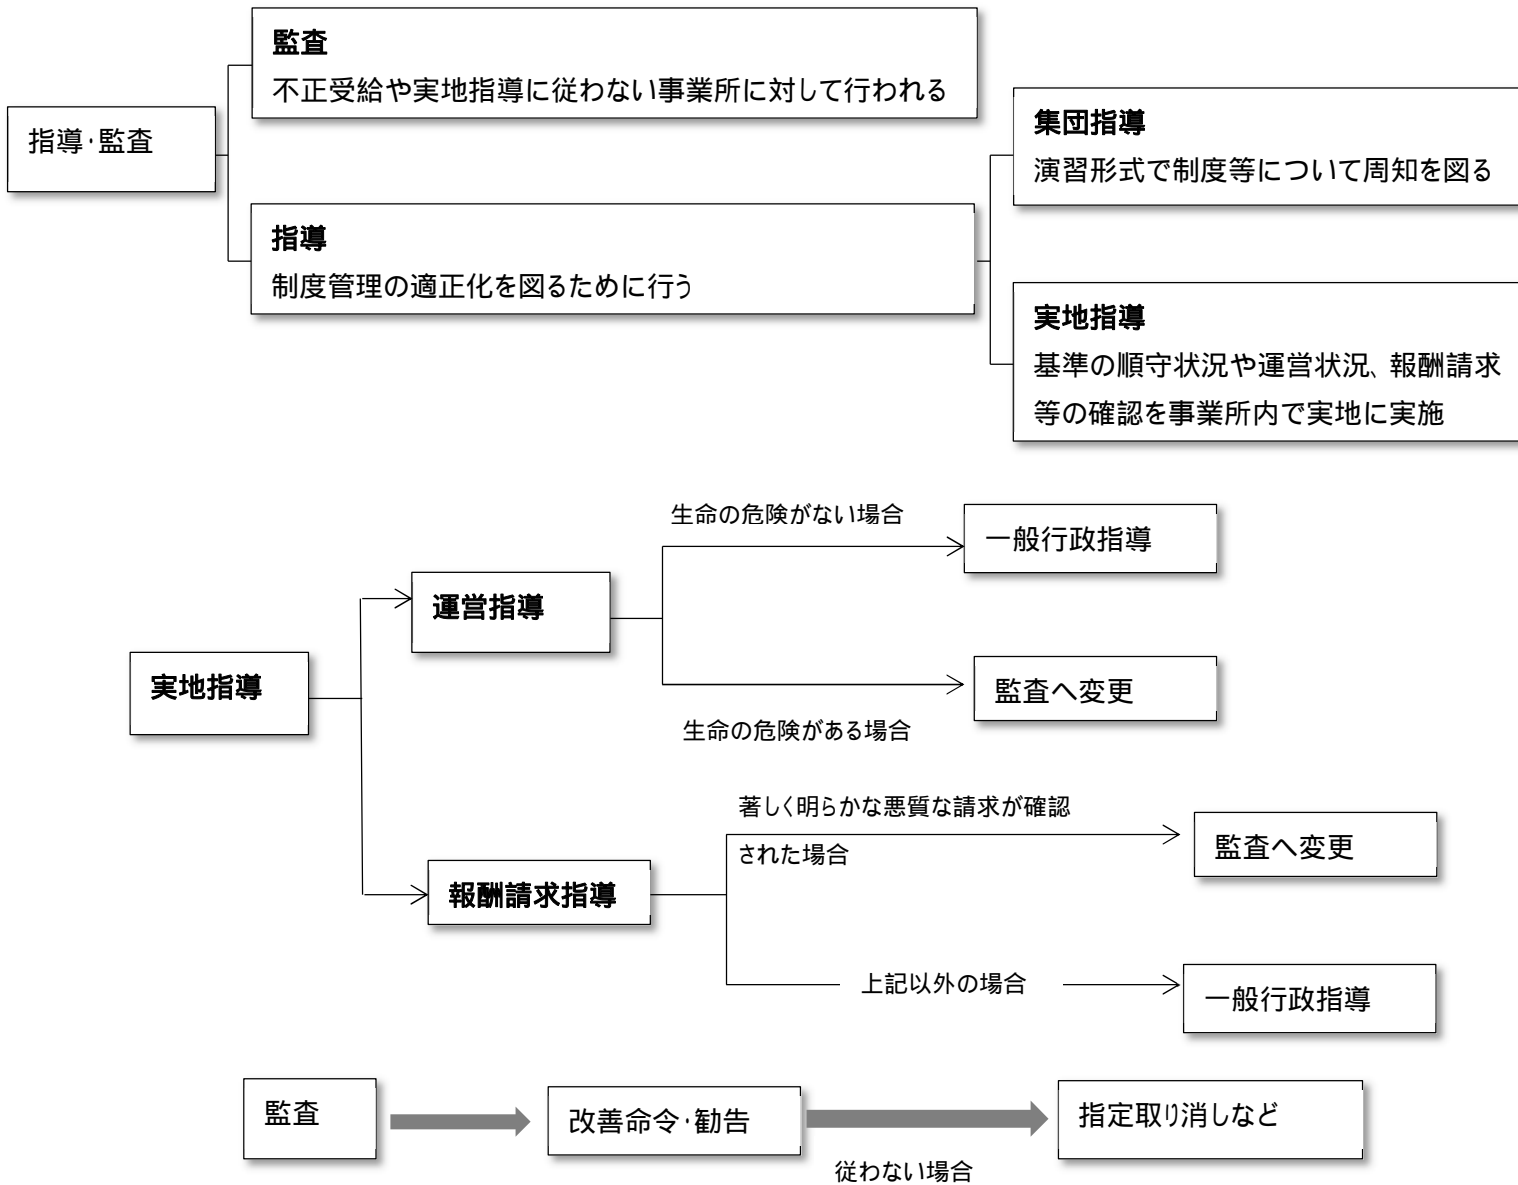 監査
不正受給や実地指導に従わない事業所に対して行われる
指導・監査
集団指導
演習形式で制度等について周知を図る
指導
制度管理の適正化を図るために行う
実地指導
基準の順守状況や運営状況、報酬請求
等の確認を事業所内で実地に実施
生命の危険がない場合
一般行政指導
運営指導
実地指導
監査へ変更
生命の危険がある場合
著しく明らかな悪質な請求が確認
された場合
監査へ変更
報酬請求指導
上記以外の場合
一般行政指導
監査
改善命令・勧告
指定取り消しなど
従わない場合